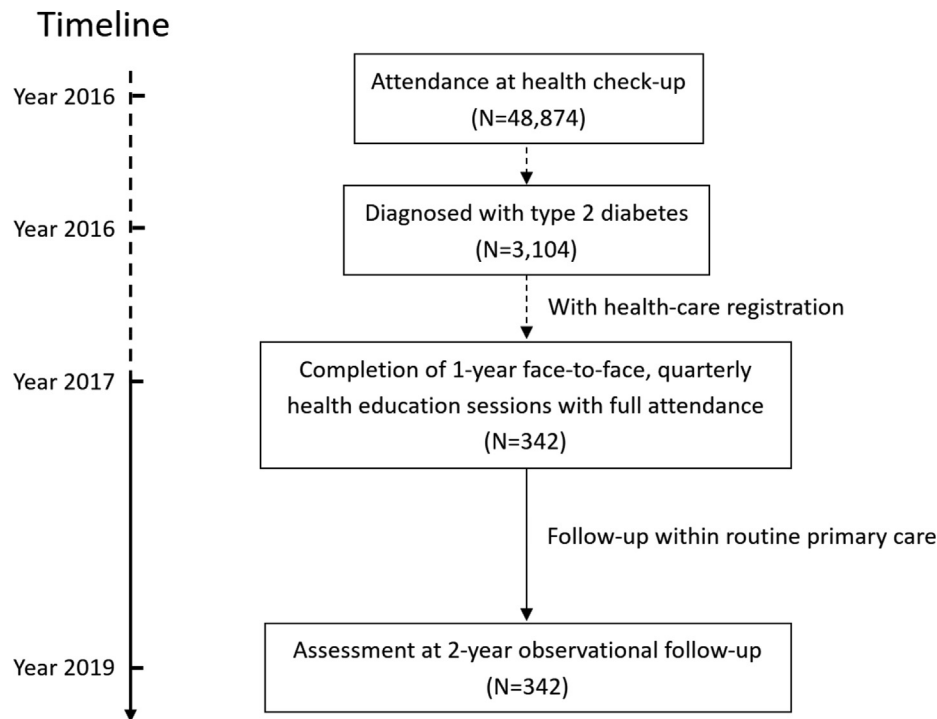 Timeline
Year 2016
Attendance at health check-up
(N=48,874)
Year 2016
Diagnosed with type 2 diabetes
(N=3,104)
With health-care registration
Year 2017
Completion of 1-year face-to-face, quarterly
health education sessions with full attendance
(N=342)
Follow-up within routine primary care
Year 2019
Assessment at 2-year observational follow-up
(N=342)